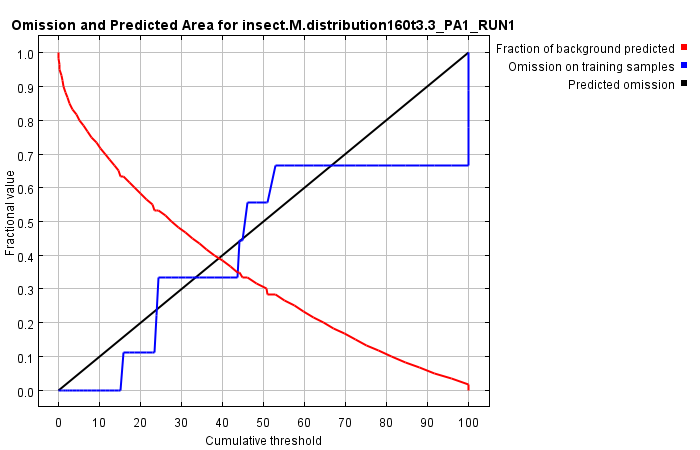 Omission and Predicted Area for insect.M.distribution160t3.3_PA1_RUN1
Fraction of background predicted
Omission on training samples
Predicted omission
Fractional value
1.0
0.9
0.8
0.7
0.6
0.5
0.4
0.3
0.2
0.1
0.0
0 10 20 30 40 50 60 70 80 90 100
Cumulative threshold